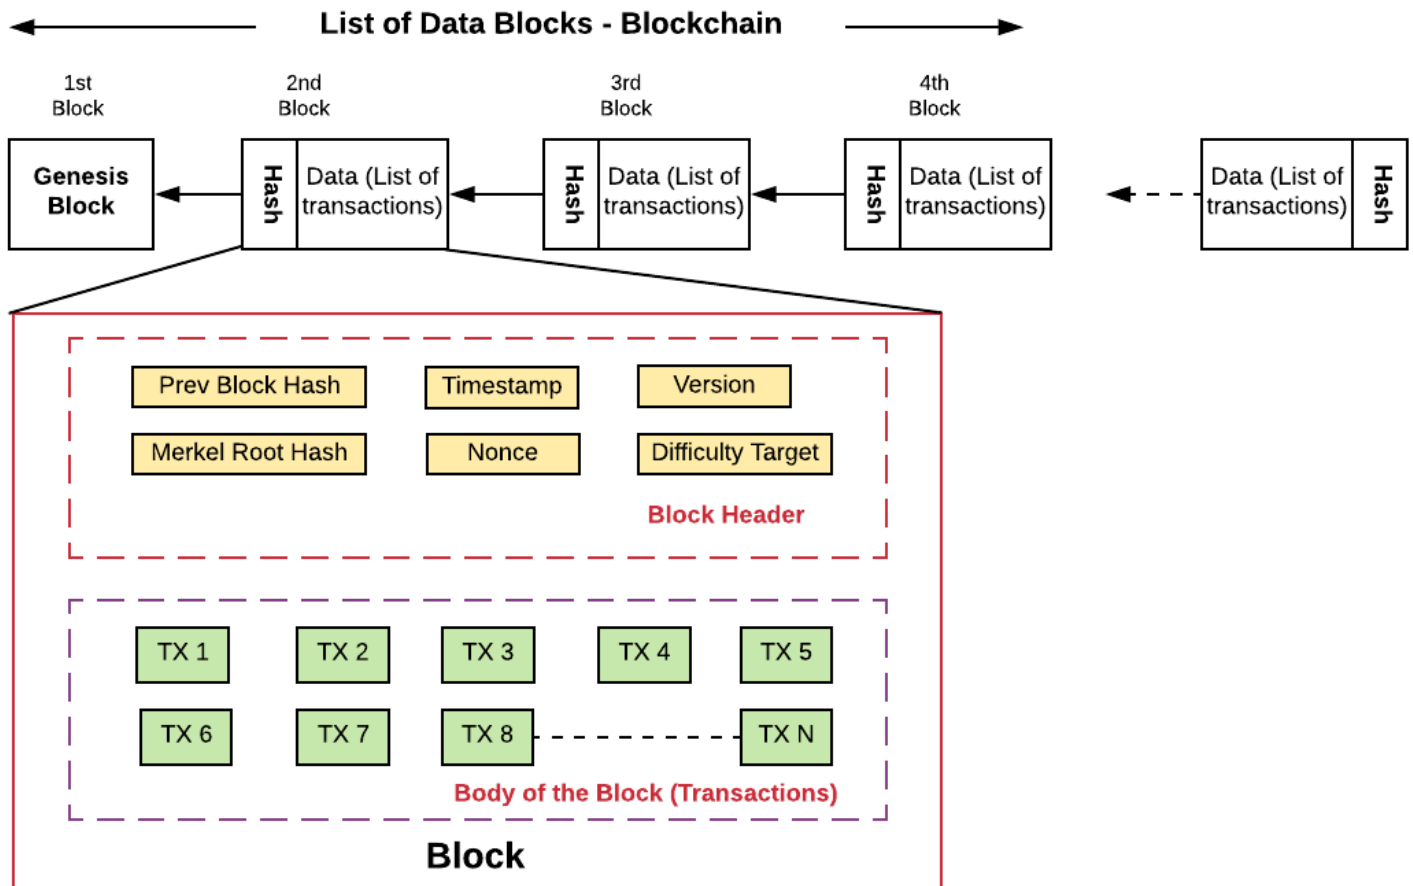 List of Data Blocks - Blockchain
1st
Block
2nd
Block
3rd
Block
4th
Block
Genesis
Block
Hash
Data (List of
transactions)
Hash
Data (List of
transactions)
Hash
Data (List of
transactions)
Data (List of
transactions)
Hash
Prev Block Hash
Timestamp
Version
Merkel Root Hash
Nonce
Difficulty Target
Block Header
TX 1
TX 2
TX 3
TX 4
TX 5
TX 6
TX 7
TX 8
TX N
Body of the Block (Transactions)
Block